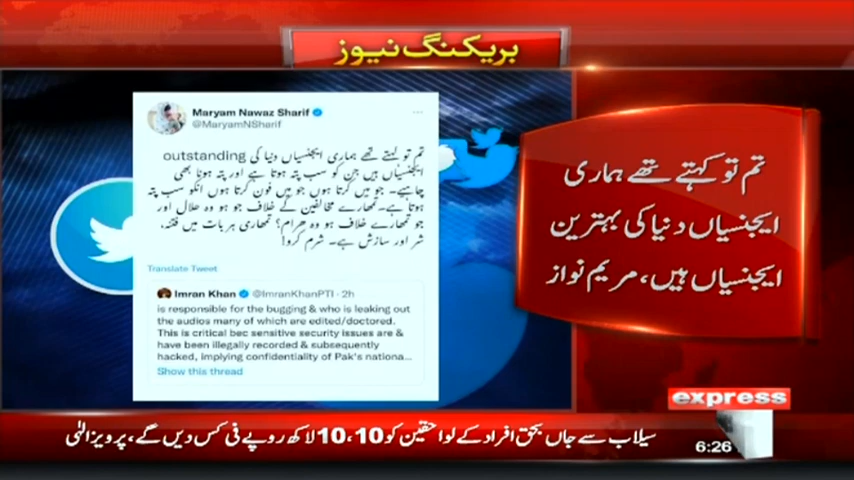 بریکنگ نیوز
Maryam Nawaz Sharif
@MaryamNSharif
تم تو کہتے تھے ہماری ایجنسیاں دنیا کی outstanding
ایجنسیاں ہیں جن کو سب پتہ ہوتا ہے اور پتہ ہونا بھی
چاہیے۔ جو میں کرتا ہوں جو میں فون کرتا ہوں انکو سب پتہ
ہوتا ہے۔تمھارے مخالفین کے خلاف جو ہو وہ حلال اور
جو تمھارے خلاف ہو وہ حرام؟ تمھاری ہر بات میں فتنہ،
شر اور سازش ہے۔ شرم کرو!
Translate Tweet
Imran Khan @ImranKhanPTI · 2h
is responsible for the bugging & who is leaking out
the audios many of which are edited/doctored.
This is critical bec sensitive security issues are &
have been illegally recorded & subsequently
hacked, implying confidentiality of Pak's nationa...
Show this thread
تم تو کہتے تھے ہماری
ایجنسیاں دنیا کی بہترین
ایجنسیاں ہیں، مریم نواز
express
سیلاب سے جاں بحق افراد کے لواحقین کو 10،10 لاکھ روپے فی کس دیں گے، پرویز الٰہی
6:26